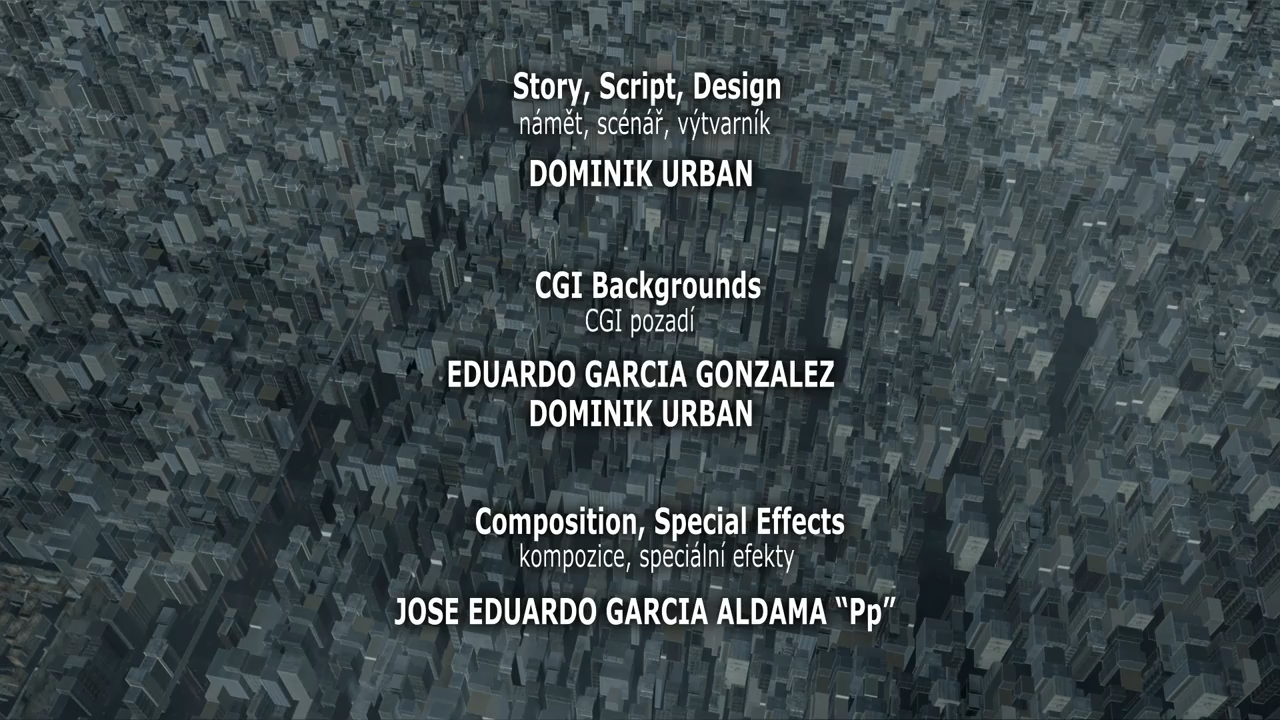 Story, Script, Design
námět, scénář, výtvarník
DOMINIK URBAN
CGI Backgrounds
CGI pozadí
EDUARDO GARCIA GONZALEZ
DOMINIK URBAN
Composition, Special Effects
kompozice, speciální efekty
JOSE EDUARDO GARCIA ALDAMA “Pp”